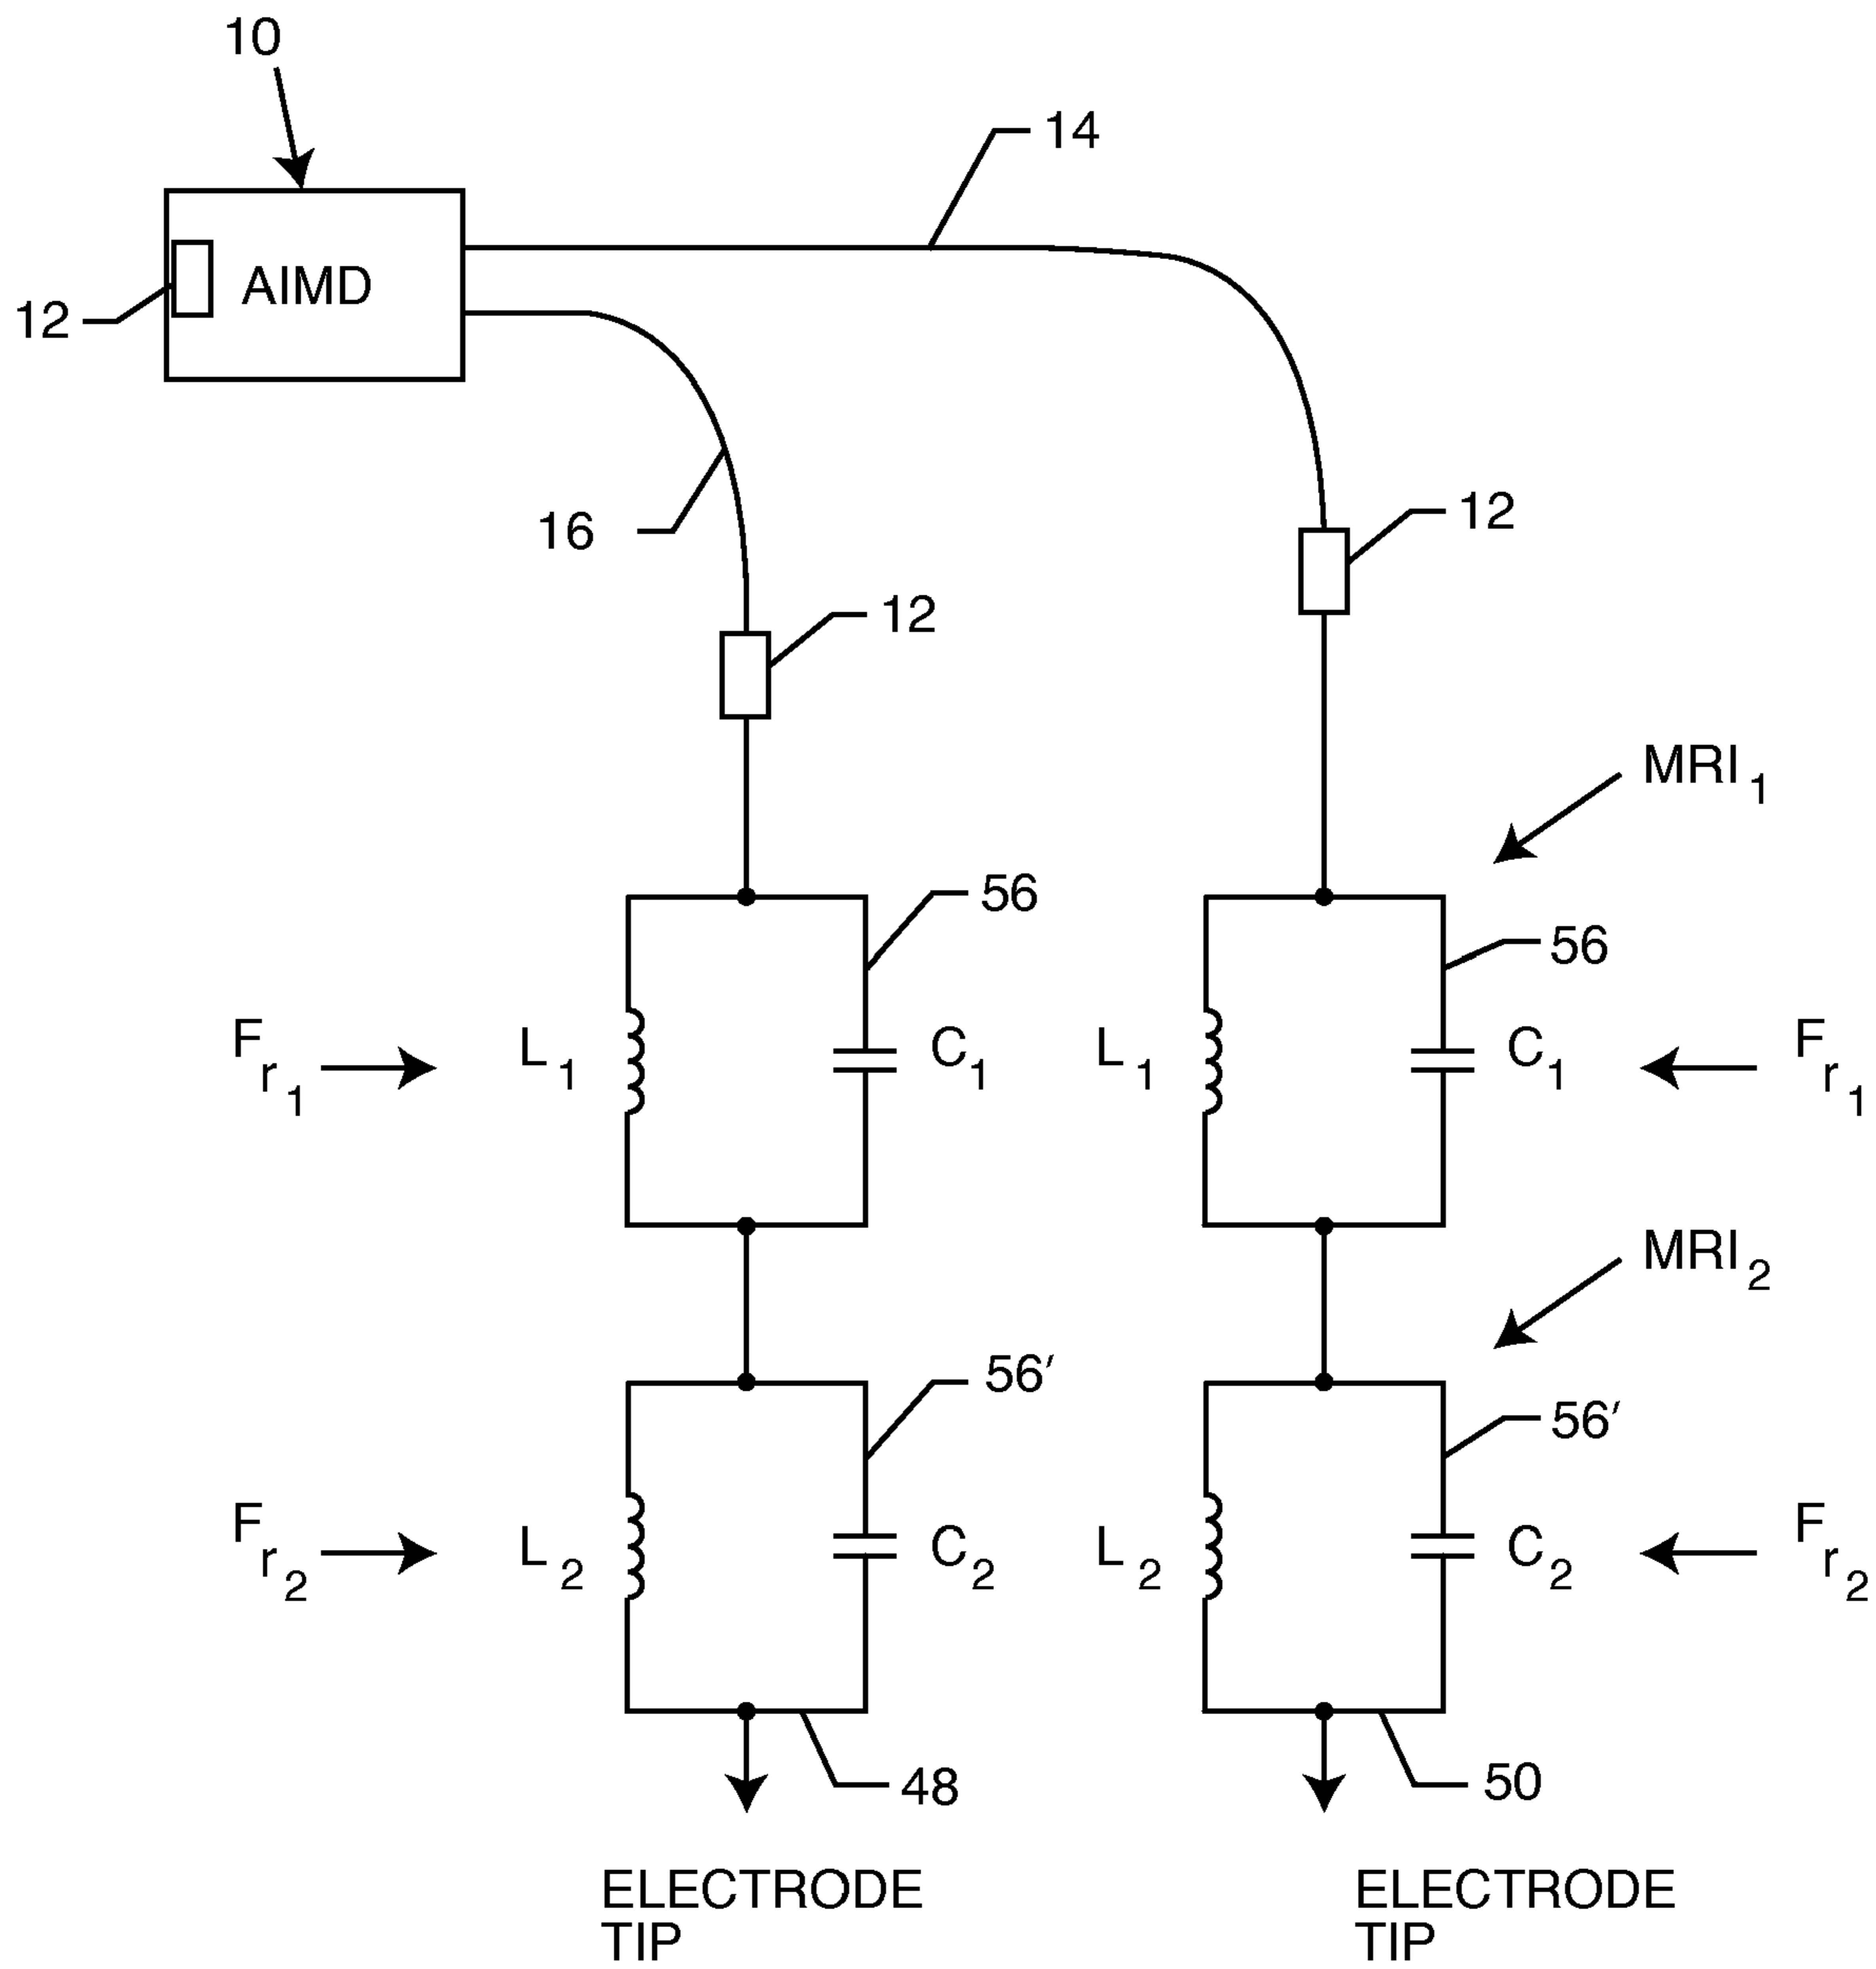 10
14
AIMD
12
16
12
12
MRI1
56
56
Fr1
L1
C1
L1
C1
Fr1
MRI2
56′
56′
Fr2
L2
C2
L2
C2
Fr2
48
50
ELECTRODE
TIP
ELECTRODE
TIP